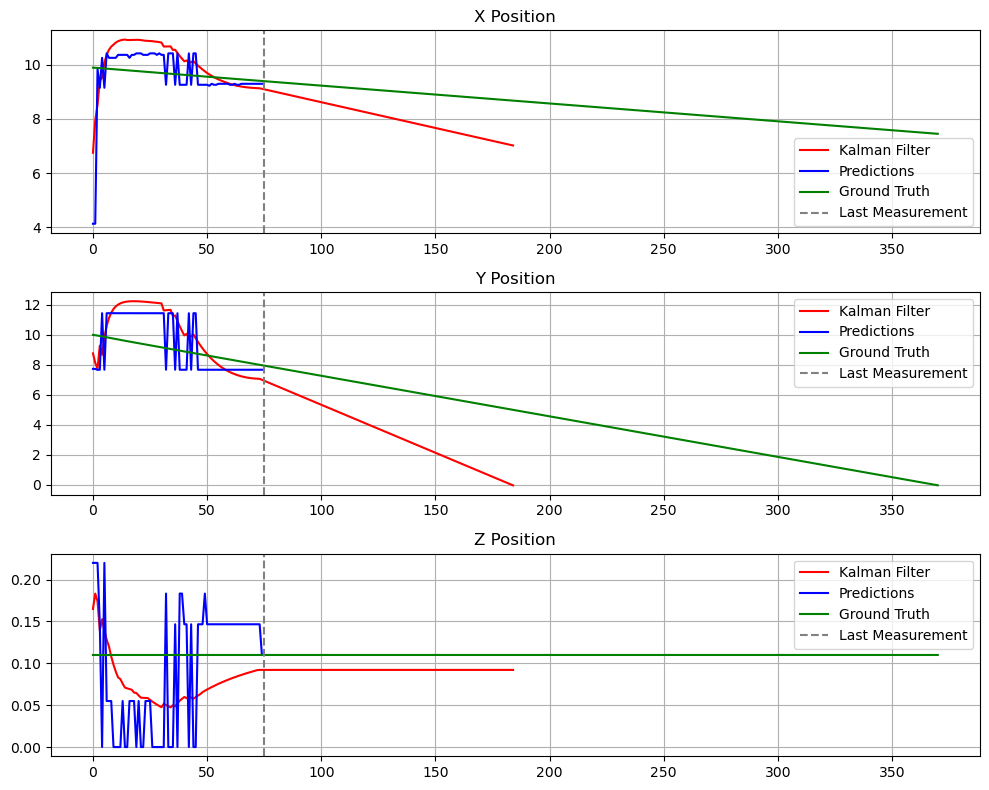 X Position
10
8
6
4
Kalman Filter
Predictions
Ground Truth
Last Measurement
0 50 100 150 200 250 300 350
Y Position
12
10
8
6
4
2
0
Kalman Filter
Predictions
Ground Truth
Last Measurement
0 50 100 150 200 250 300 350
Z Position
0.20
0.15
0.10
0.05
0.00
Kalman Filter
Predictions
Ground Truth
Last Measurement
0 50 100 150 200 250 300 350